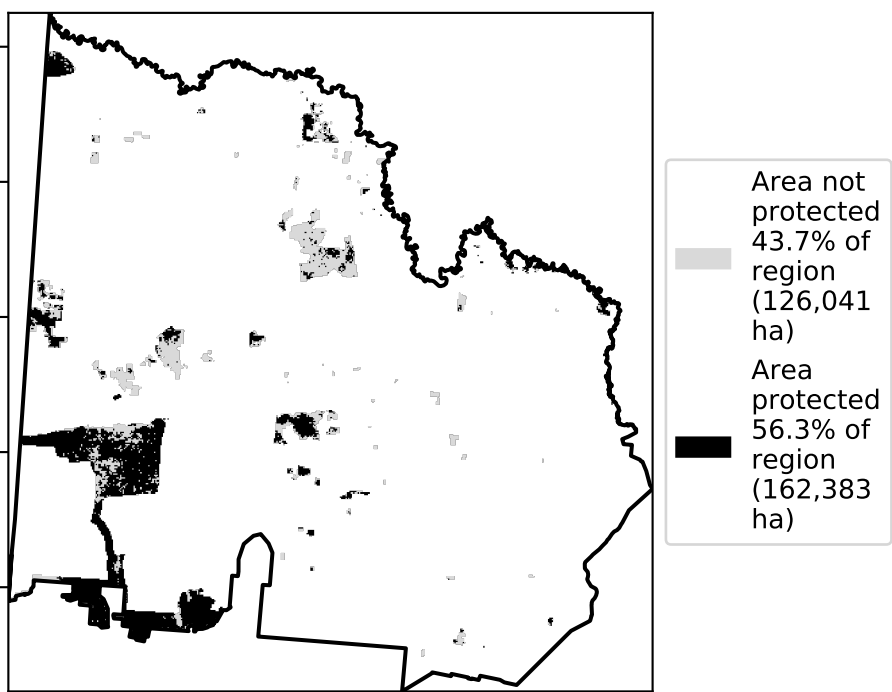 Area not
protected
43.7% of
region
(126,041
ha)
Area
protected
56.3% of
region
(162,383
ha)